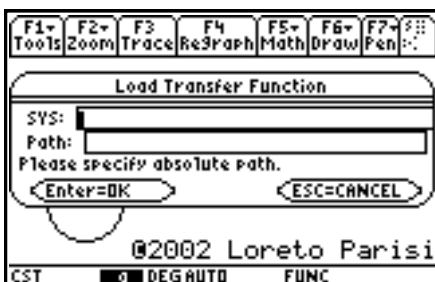 F1▾ F2▾ F3 F4 F5▾ F6▾ F7▾
Tools Zoom Trace ReGraph Math Draw Pen
Load Transfer Function
SYS:
Path:
Please specify absolute path.
Enter=OK ESC=CANCEL
©2002 Loreto Parisi
CST DEG AUTO FUNC